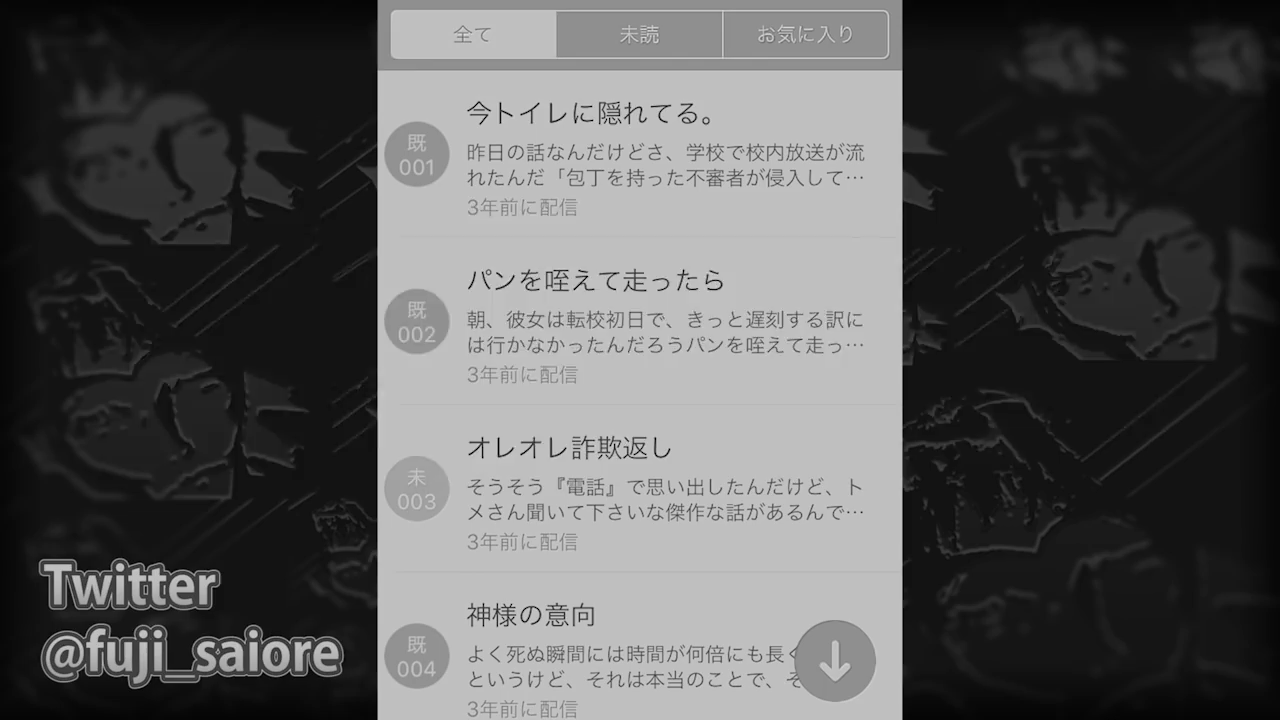 全て
未読
お気に入り
既
001
今トイレに隠れてる。
昨日の話なんだけどさ、学校で校内放送が流
れたんだ「包丁を持った不審者が侵入して…
3年前に配信
既
002
パンを咥えて走ったら
朝、彼女は転校初日で、きっと遅刻する訳に
は行かなかったんだろうパンを咥えて走っ…
3年前に配信
未
003
オレオレ詐欺返し
そうそう『電話』で思い出したんだけど、ト
メさん聞いて下さいな傑作な話があるんで…
3年前に配信
既
004
神様の意向
よく死ぬ瞬間には時間が何倍にも長く
というけど、それは本当のことで、そ
3年前に配信
Twitter
@fuji_saiore